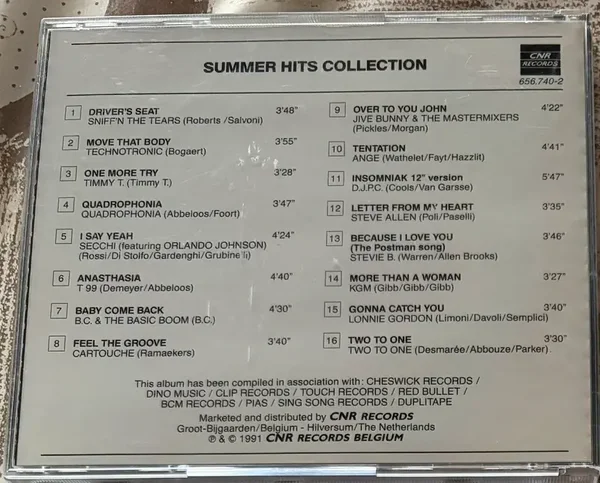 SUMMER HITS COLLECTION
CNR
RECORDS
656.740-2
1 DRIVER'S SEAT 3'48"
SNIFF'N THE TEARS (Roberts/Salvoni)
2 MOVE THAT BODY 3'55"
TECHNOTRONIC (Bogaert)
3 ONE MORE TRY 3'28"
TIMMY T. (Timmy T.)
4 QUADROPHONIA 3'47"
QUADROPHONIA (Abbeloos/Foort)
5 I SAY YEAH 4'24"
SECCHI (featuring ORLANDO JOHNSON)
(Rossi/Di Stolfo/Gardenghi/Grubine i)
6 ANASTHASIA 4'40"
T 99 (Demeyer/Abbeloos)
7 BABY COME BACK 4'30"
B.C. & THE BASIC BOOM (B.C.)
8 FEEL THE GROOVE 3'40"
CARTOUCHE (Ramaekers)
9 OVER TO YOU JOHN 4'22"
JIVE BUNNY & THE MASTERMIXERS
(Pickles/Morgan)
10 TENTATION 4'41"
ANGE (Wathelet/Fayt/Hazzlit)
11 INSOMNIAK 12" version 5'47"
D.J.P.C. (Cools/Van Garsse)
12 LETTER FROM MY HEART 3'35"
STEVE ALLEN (Poli/Paselli)
13 BECAUSE I LOVE YOU 3'46"
(The Postman song)
STEVIE B. (Warren/Allen Brooks)
14 MORE THAN A WOMAN 3'27"
KGM (Gibb/Gibb/Gibb)
15 GONNA CATCH YOU 3'40"
LONNIE GORDON (Limoni/Davoli/Semplici)
16 TWO TO ONE 3'30"
TWO TO ONE (Desmarée/Abbouze/Parker)
This album has been compiled in association with: CHESWICK RECORDS /
DINO MUSIC / CLIP RECORDS / TOUCH RECORDS / RED BULLET /
BCM RECORDS / PIAS / SING SONG RECORDS / DUPLITAPE
Marketed and distributed by CNR RECORDS
Groot-Bijgaarden/Belgium - Hilversum/The Netherlands
℗ & © 1991 CNR RECORDS BELGIUM